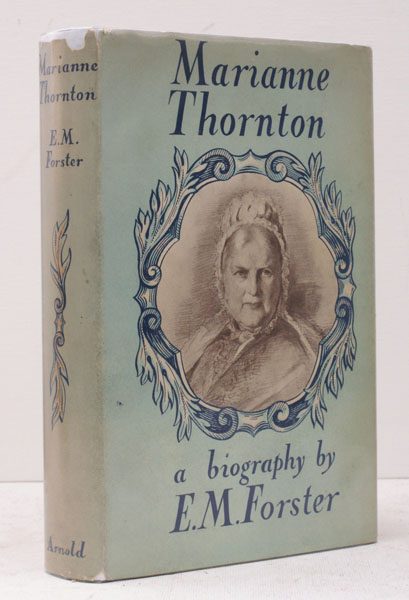 Marianne
Thornton
E.M.
Forster
Arnold
Marianne
Thornton
a biography by
E.M.Forster